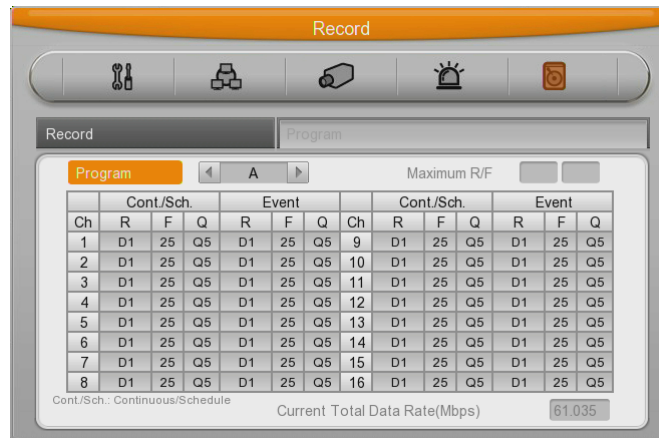 Record
Record Program
Program A Maximum R/F
Cont./Sch. Event Cont./Sch. Event
Ch R F Q R F Q Ch R F Q R F Q
1 D1 25 Q5 D1 25 Q5 9 D1 25 Q5 D1 25 Q5
2 D1 25 Q5 D1 25 Q5 10 D1 25 Q5 D1 25 Q5
3 D1 25 Q5 D1 25 Q5 11 D1 25 Q5 D1 25 Q5
4 D1 25 Q5 D1 25 Q5 12 D1 25 Q5 D1 25 Q5
5 D1 25 Q5 D1 25 Q5 13 D1 25 Q5 D1 25 Q5
6 D1 25 Q5 D1 25 Q5 14 D1 25 Q5 D1 25 Q5
7 D1 25 Q5 D1 25 Q5 15 D1 25 Q5 D1 25 Q5
8 D1 25 Q5 D1 25 Q5 16 D1 25 Q5 D1 25 Q5
Cont./Sch.: Continuous/Schedule
Current Total Data Rate(Mbps) 61.035